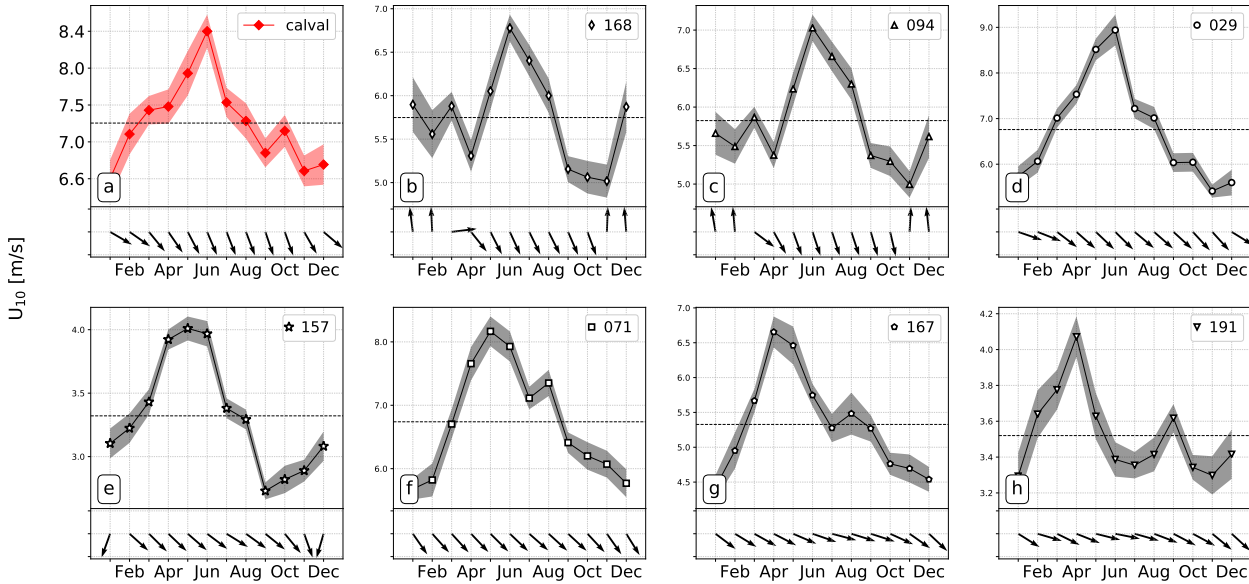 calval
8.4
8.0
7.5
7.0
6.6
a
Feb Apr Jun Aug Oct Dec
168
7.0
6.5
6.0
5.7
5.0
b
Feb Apr Jun Aug Oct Dec
094
7.0
6.5
5.8
5.5
5.0
c
Feb Apr Jun Aug Oct Dec
029
9.0
8.0
7.0
6.0
d
Feb Apr Jun Aug Oct Dec
U10 [m/s]
157
4.0
3.0
e
Feb Apr Jun Aug Oct Dec
071
8.0
7.0
6.0
f
Feb Apr Jun Aug Oct Dec
167
7.0
6.5
6.0
5.5
5.3
5.0
4.5
g
Feb Apr Jun Aug Oct Dec
191
4.2
4.0
3.8
3.6
3.4
3.2
h
Feb Apr Jun Aug Oct Dec